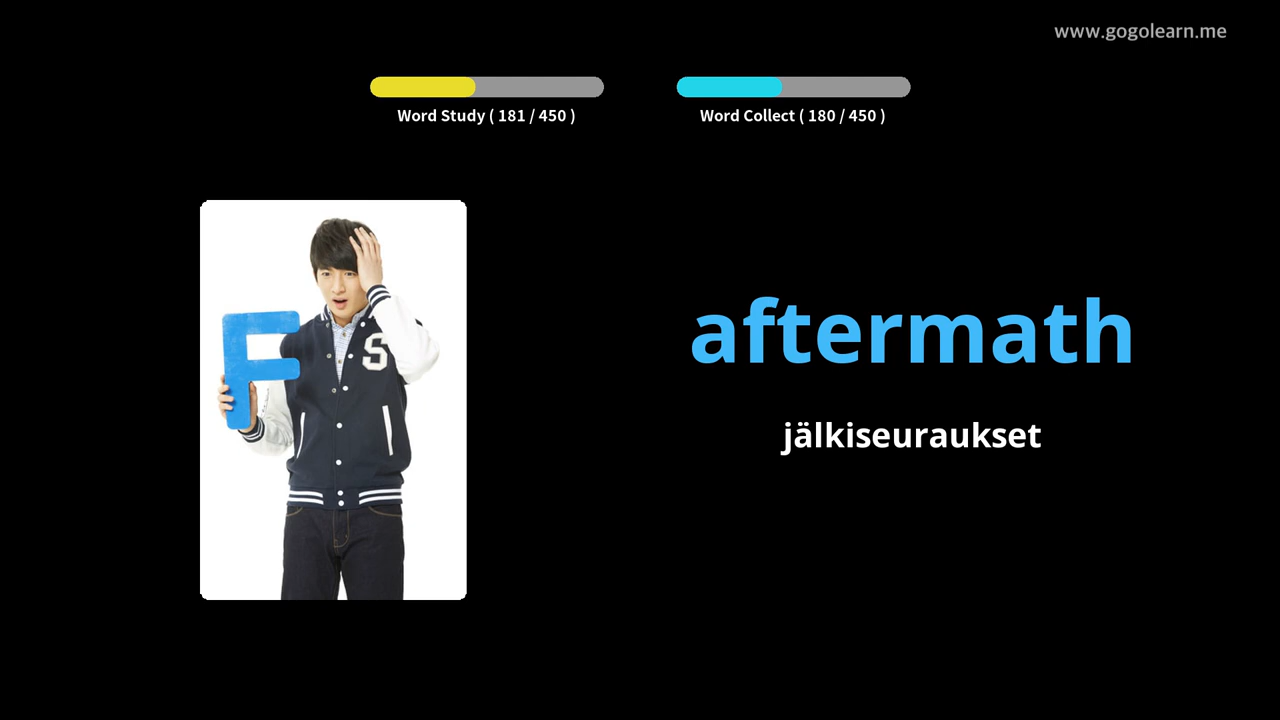 www.gogolearn.me
Word Study ( 181 / 450 )
Word Collect ( 180 / 450 )
F
S
aftermath
jälkiseuraukset